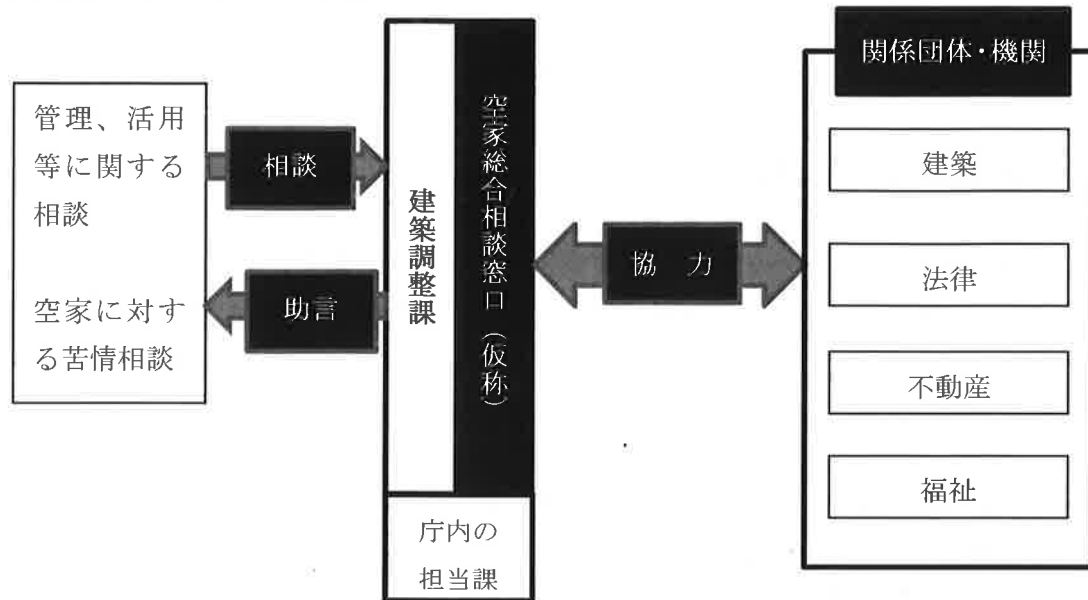 管理、活用
等に関する
相談
空家に対す
る苦情相談
相談
助言
建築調整課
空家総合相談窓口（仮称）
庁内の
担当課
協　力
関係団体・機関
建築
法律
不動産
福祉